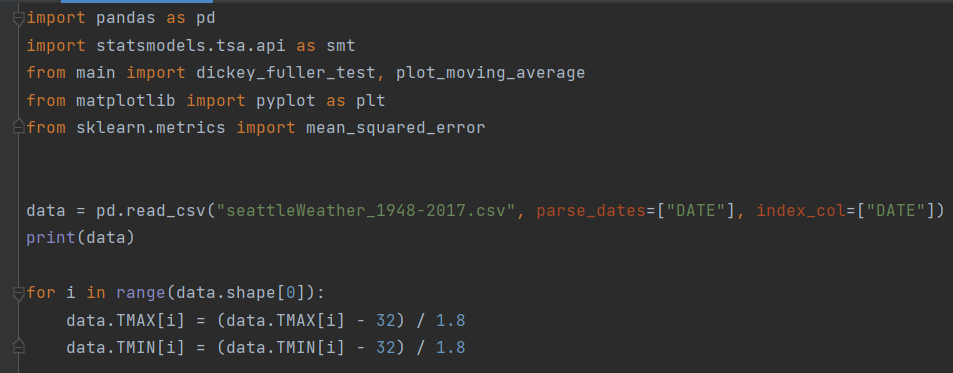 import pandas as pd
import statsmodels.tsa.api as smt
from main import dickey_fuller_test, plot_moving_average
from matplotlib import pyplot as plt
from sklearn.metrics import mean_squared_error
data = pd.read_csv("seattleWeather_1948-2017.csv", parse_dates=["DATE"], index_col=["DATE"])
print(data)
for i in range(data.shape[0]):
    data.TMAX[i] = (data.TMAX[i] - 32) / 1.8
    data.TMIN[i] = (data.TMIN[i] - 32) / 1.8